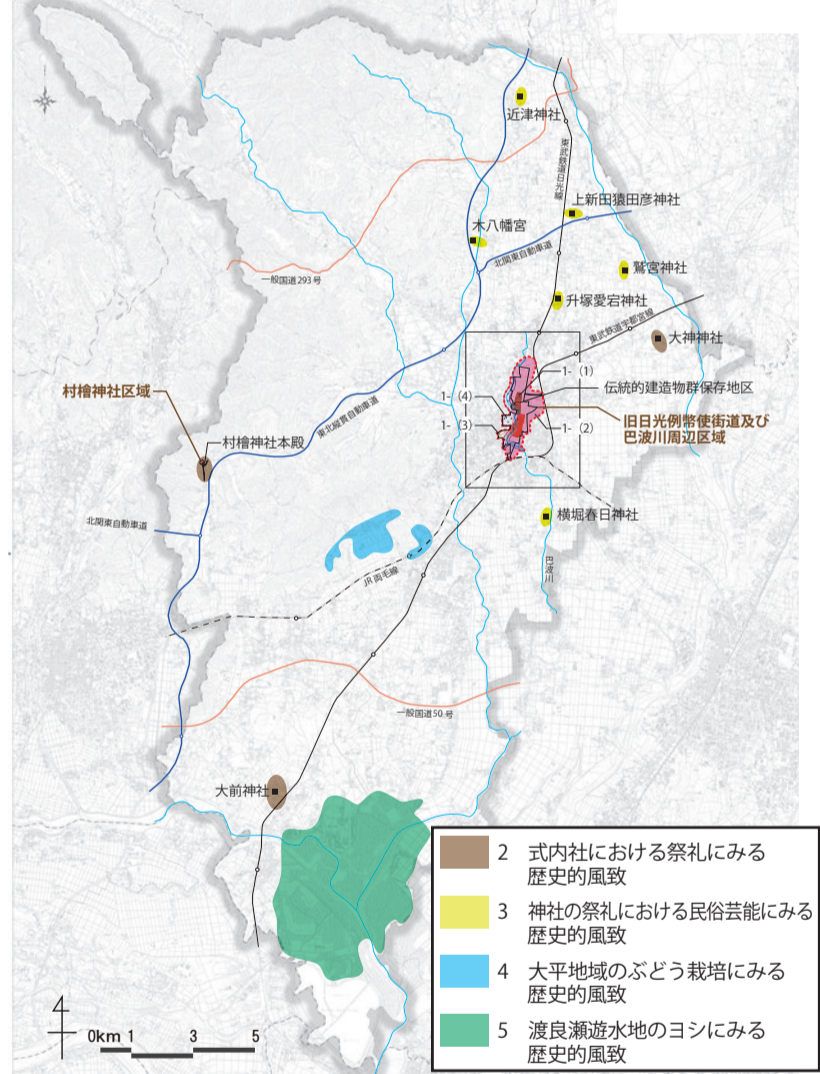 近津神社
東武鉄道日光線
上新田猿田彦神社
木八幡宮
北関東自動車道
鷲宮神社
一般国道293号
升塚愛宕神社
東武鉄道宇都宮線
大神神社
1-（1）
伝統的建造物群保存地区
村檜神社区域
1-（4）
旧日光例幣使街道及び
巴波川周辺区域
1-（3）
1-（2）
東北縦貫自動車道
村檜神社本殿
横堀春日神社
北関東自動車道
巴波川
JR両毛線
一般国道50号
大前神社
2 式内社における祭礼にみる
歴史的風致
3 神社の祭礼における民俗芸能にみる
歴史的風致
4 大平地域のぶどう栽培にみる
歴史的風致
5 渡良瀬遊水地のヨシにみる
歴史的風致
0km 1 3 5